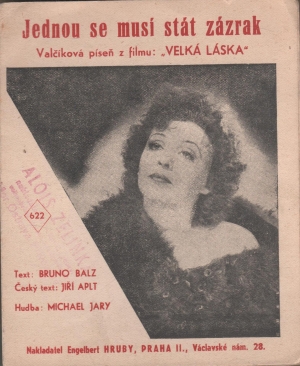 Jednou se musí stát zázrak
Valčíková píseň z filmu: „VELKÁ LÁSKA"
ALOIS
622
Text: BRUNO BALZ
Český text: JIŘÍ APLT
Hudba: MICHAEL JARY
Nakladatel Engelbert HRUBY, PRAHA II., Václavské nám. 28.